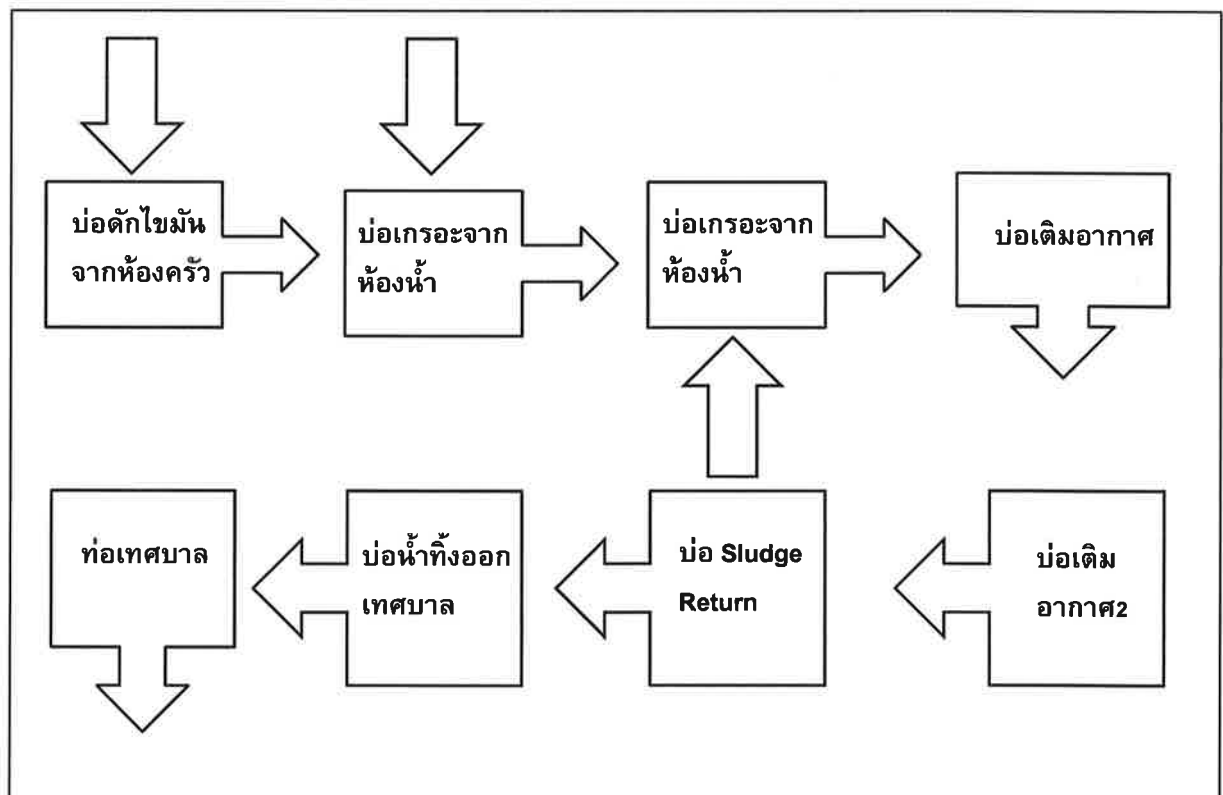 บ่อดักไขมัน
จากห้องครัว
บ่อเกรอะจาก
ห้องน้ำ
บ่อเกรอะจาก
ห้องน้ำ
บ่อเติมอากาศ
ท่อเทศบาล
บ่อน้ำทิ้งออก
เทศบาล
บ่อ Sludge
Return
บ่อเติม
อากาศ2